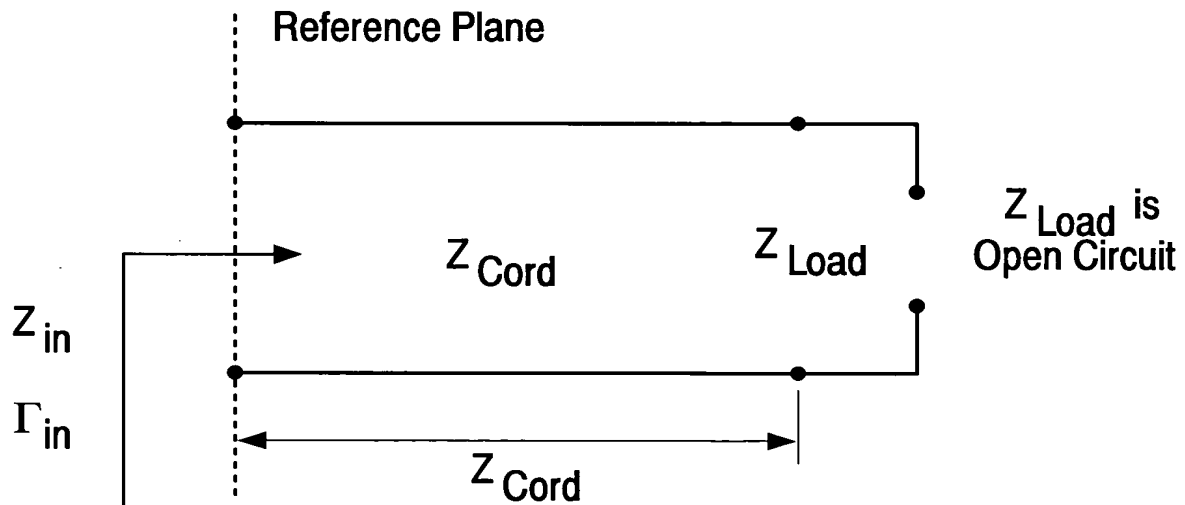 Reference Plane
Z Cord
Z Load
Z Load is
Open Circuit
Z in
Γ in
Z Cord